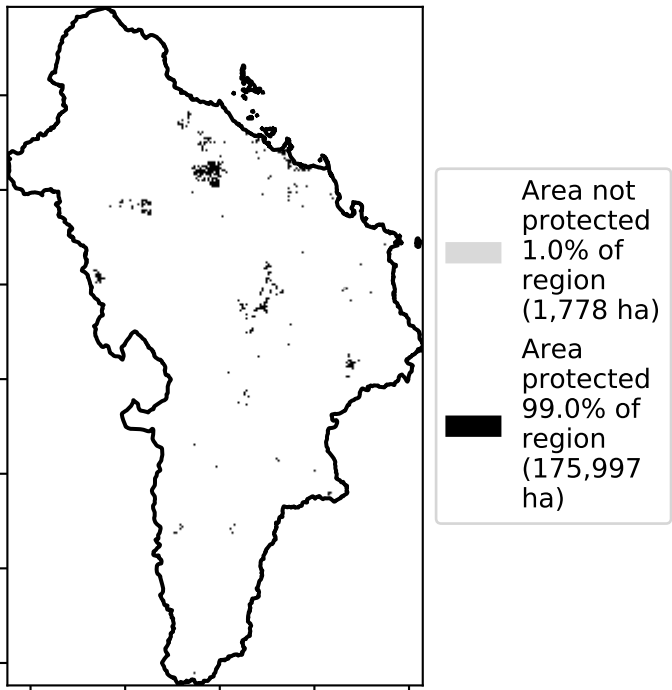 Area not
protected
1.0% of
region
(1,778 ha)
Area
protected
99.0% of
region
(175,997
ha)